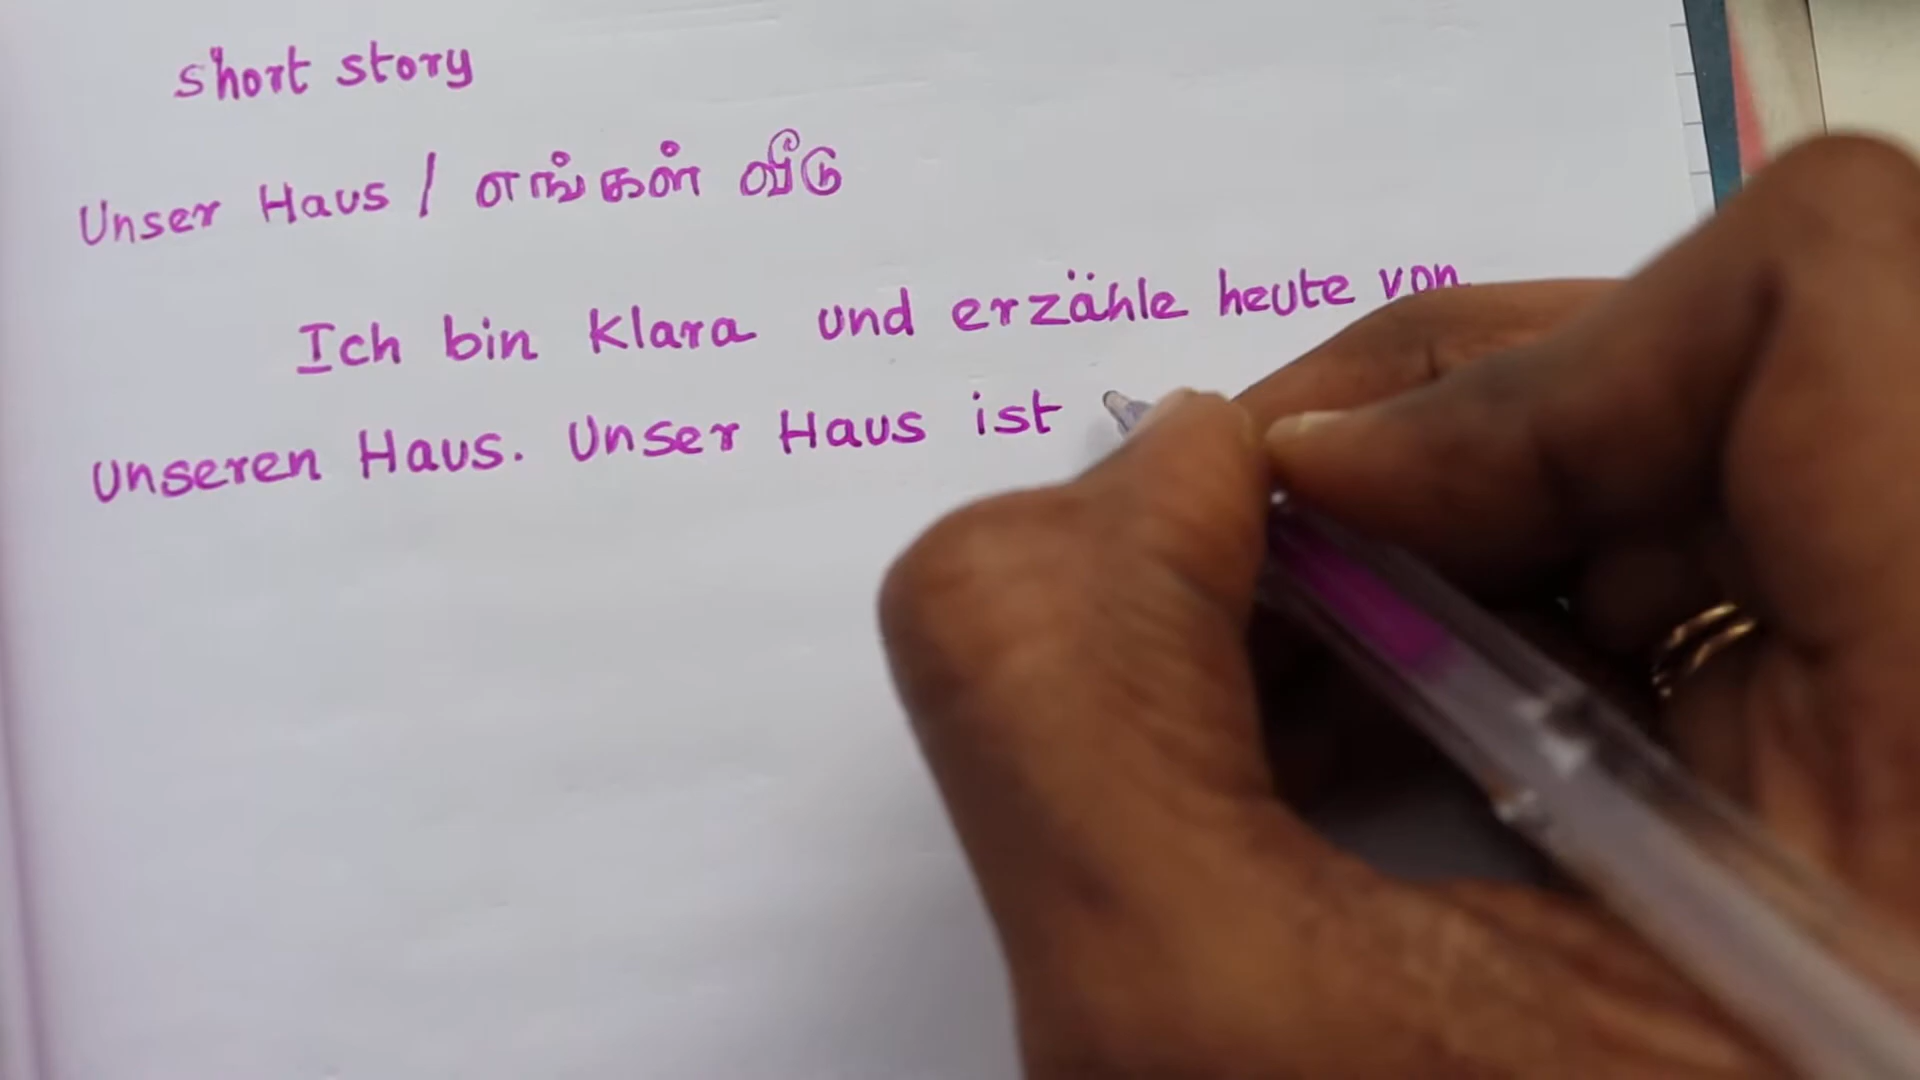 short story
Unser Haus / எங்கள் வீடு
Ich bin Klara und erzähle heute von
unseren Haus. Unser Haus ist